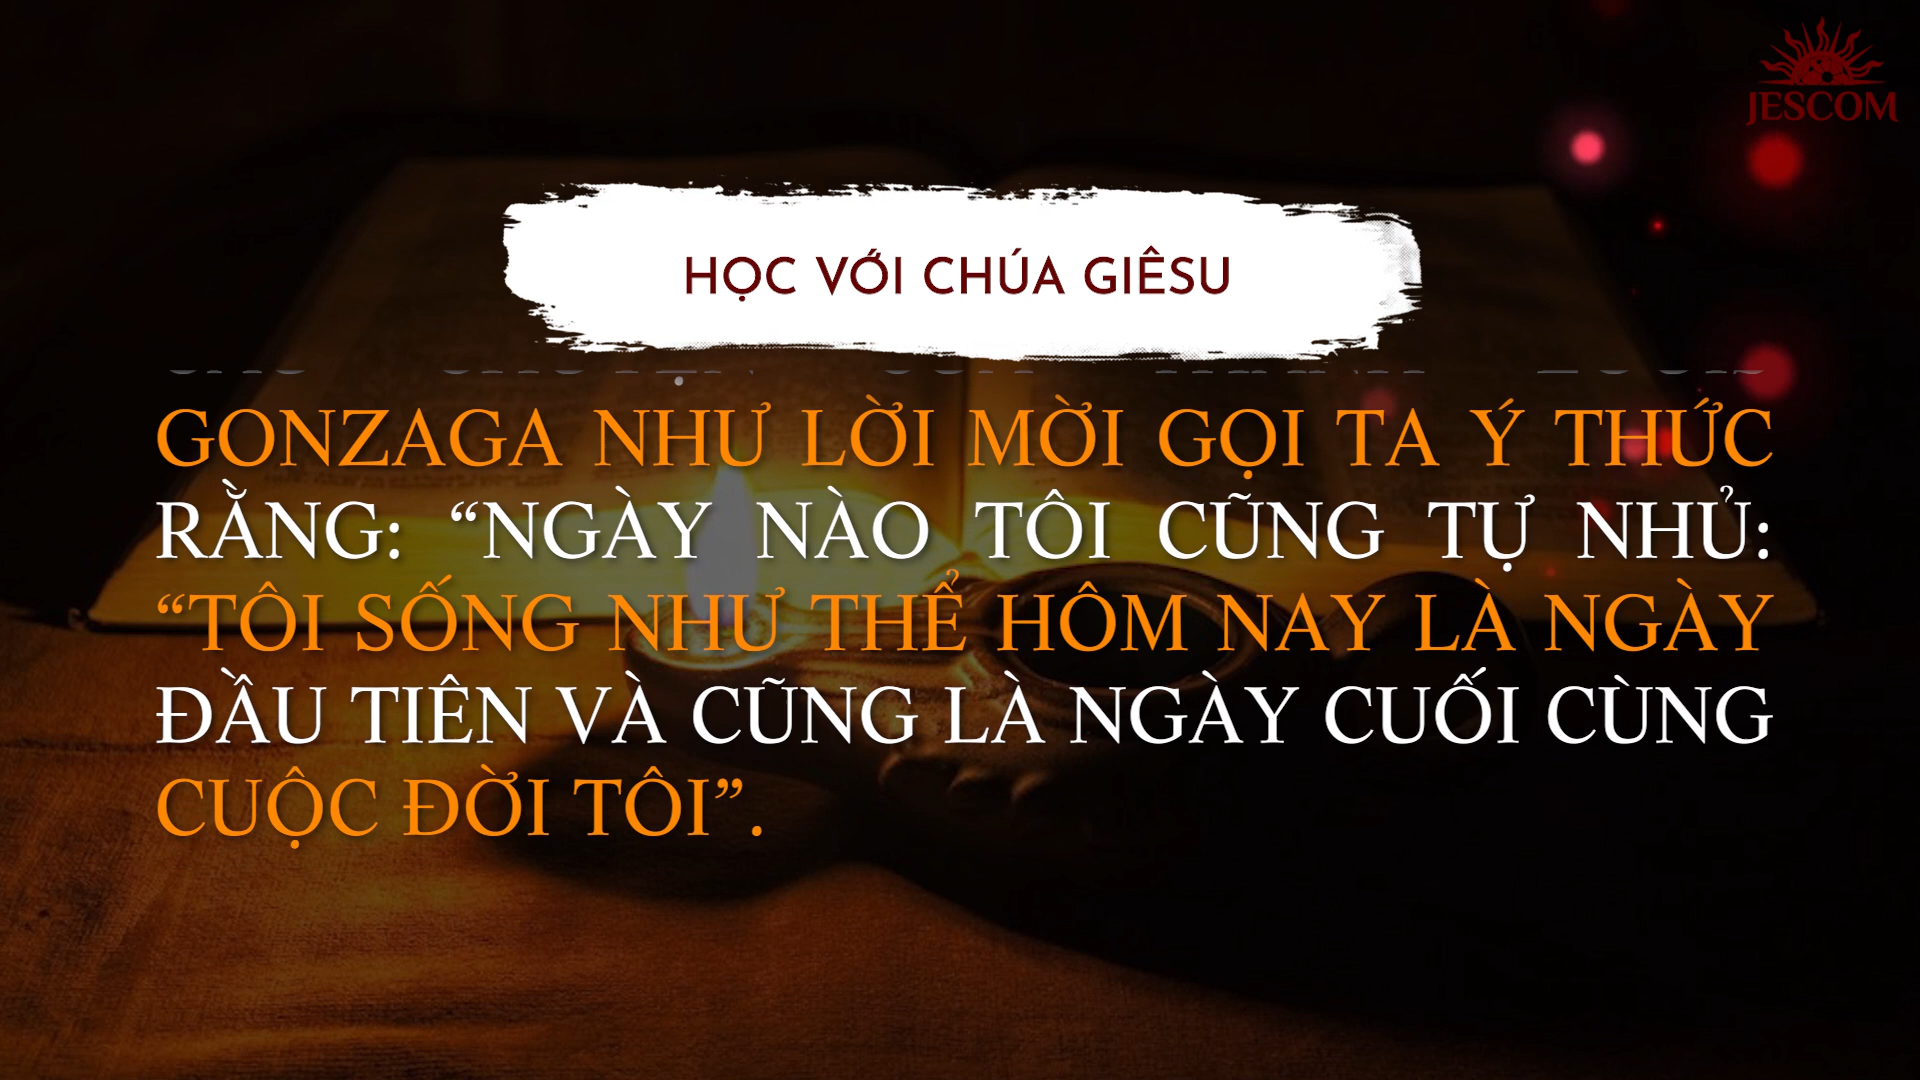 JESCOM
HỌC VỚI CHÚA GIÊSU
GONZAGA NHƯ LỜI MỜI GỌI TA Ý THỨC
RẰNG: “NGÀY NÀO TÔI CŨNG TỰ NHỦ:
“TÔI SỐNG NHƯ THỂ HÔM NAY LÀ NGÀY
ĐẦU TIÊN VÀ CŨNG LÀ NGÀY CUỐI CÙNG
CUỘC ĐỜI TÔI”.